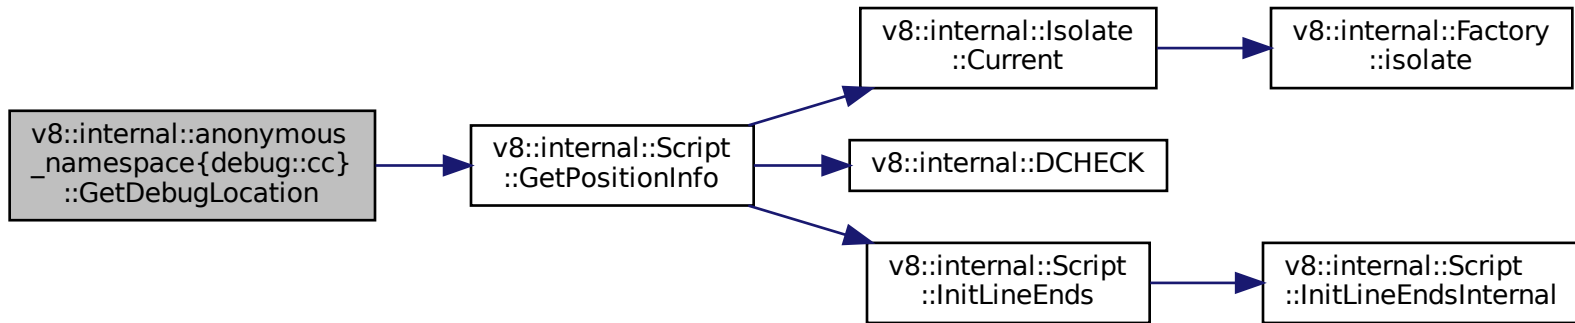 v8::internal::anonymous
_namespace{debug::cc}
::GetDebugLocation
v8::internal::Script
::GetPositionInfo
v8::internal::Isolate
::Current
v8::internal::Factory
::isolate
v8::internal::DCHECK
v8::internal::Script
::InitLineEnds
v8::internal::Script
::InitLineEndsInternal